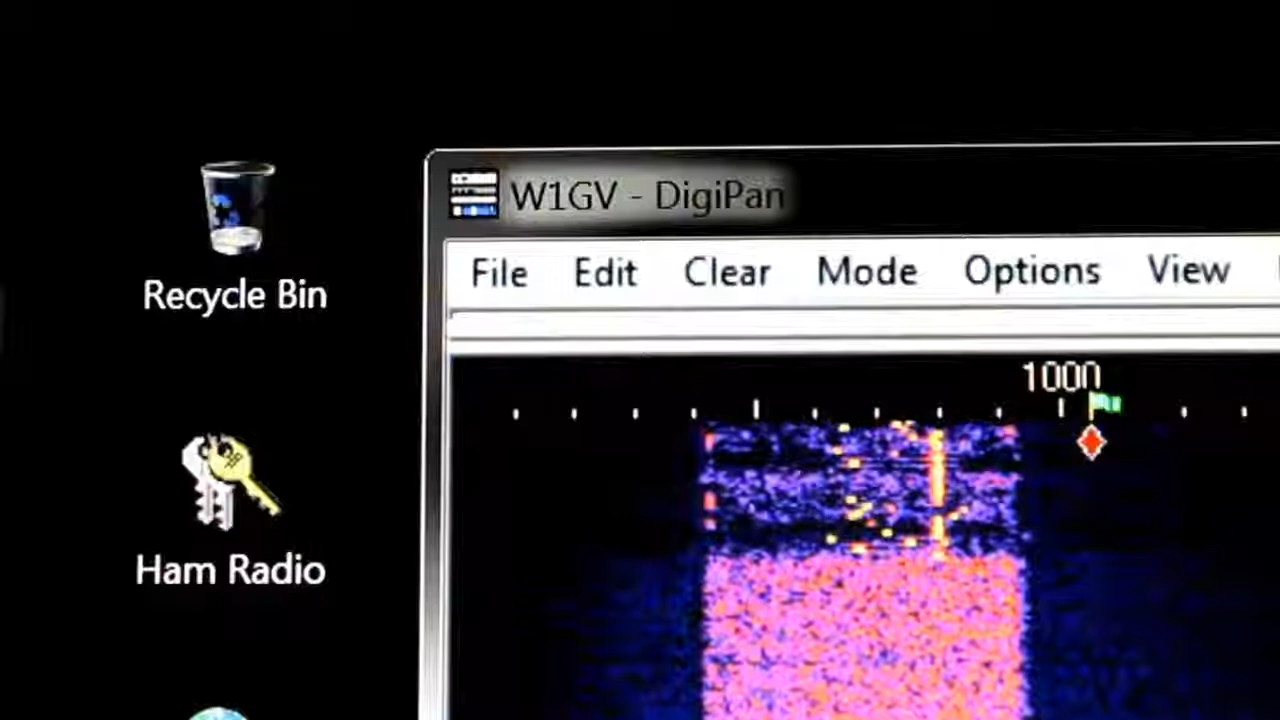 Recycle Bin
Ham Radio
W1GV - DigiPan
File Edit Clear Mode Options View
1000